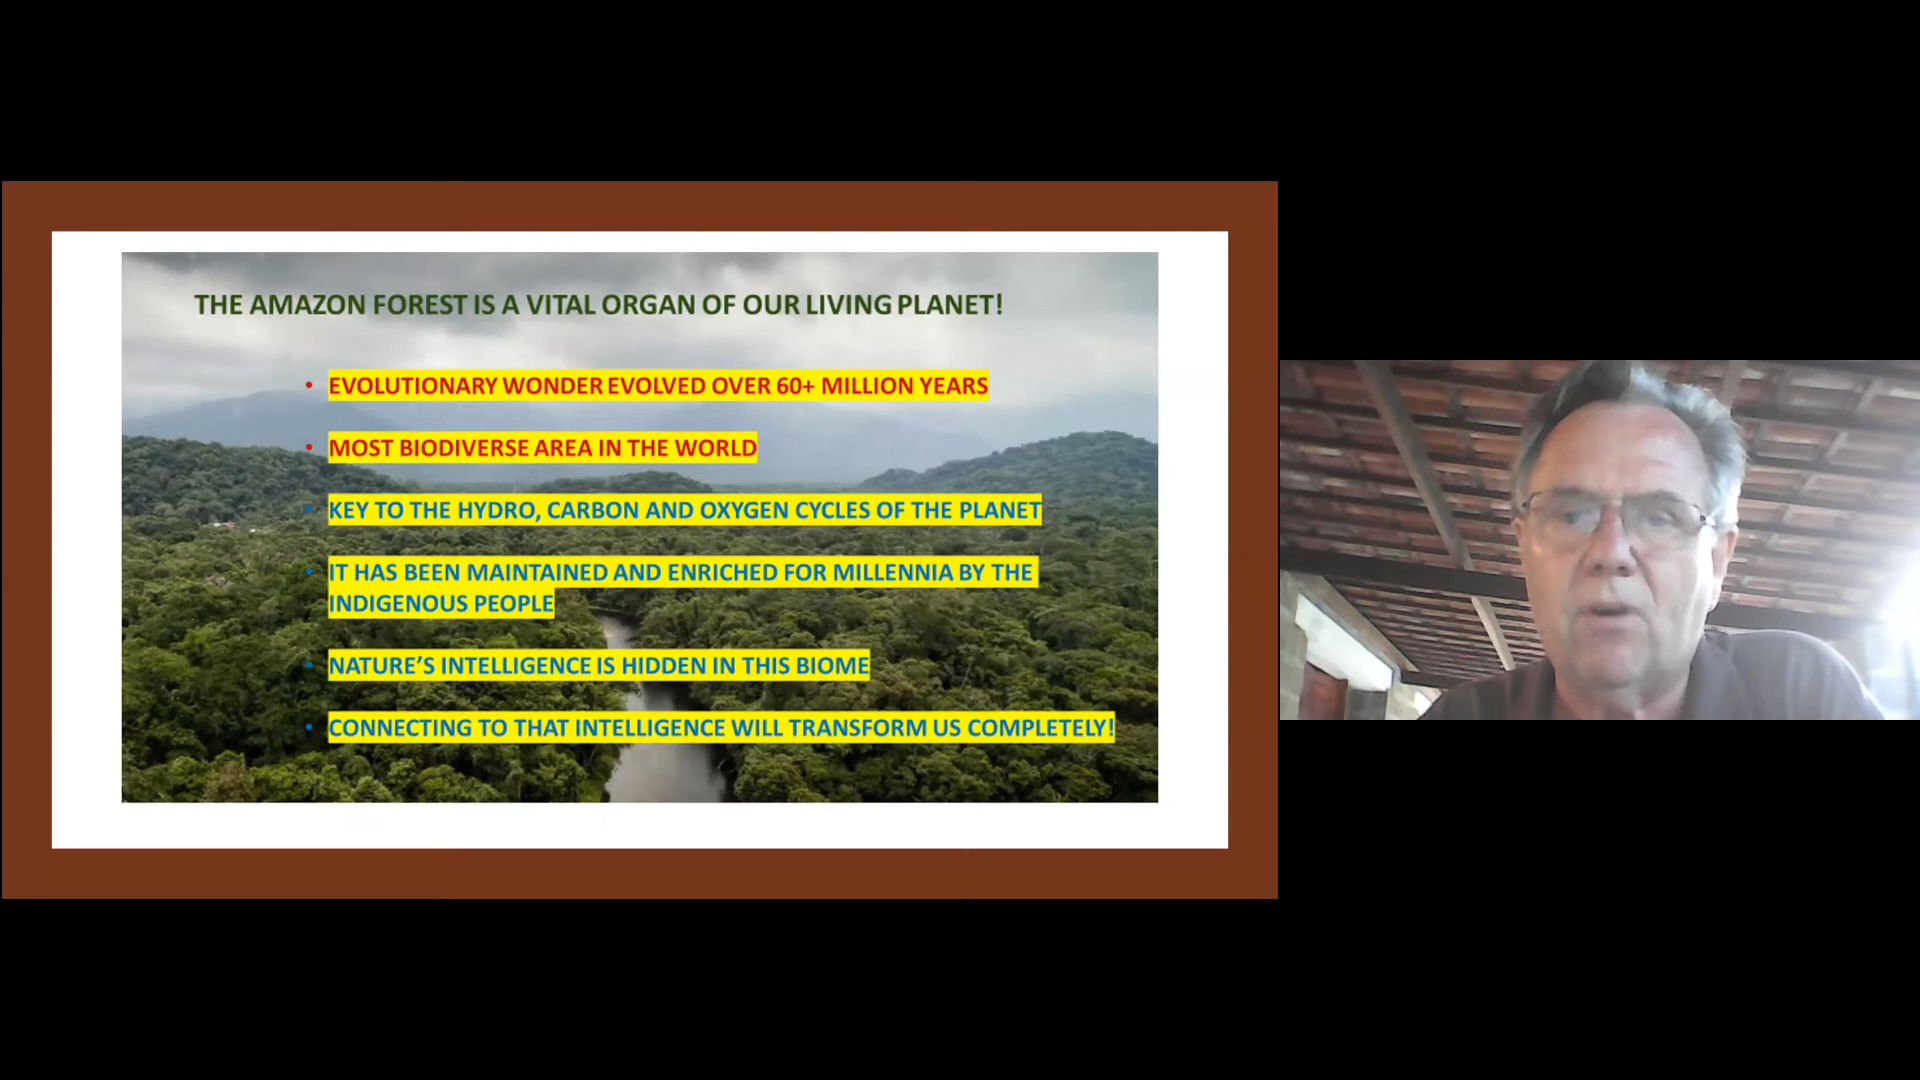 THE AMAZON FOREST IS A VITAL ORGAN OF OUR LIVING PLANET!
• EVOLUTIONARY WONDER EVOLVED OVER 60+ MILLION YEARS
• MOST BIODIVERSE AREA IN THE WORLD
• KEY TO THE HYDRO, CARBON AND OXYGEN CYCLES OF THE PLANET
• IT HAS BEEN MAINTAINED AND ENRICHED FOR MILLENNIA BY THE
INDIGENOUS PEOPLE
• NATURE’S INTELLIGENCE IS HIDDEN IN THIS BIOME
• CONNECTING TO THAT INTELLIGENCE WILL TRANSFORM US COMPLETELY!